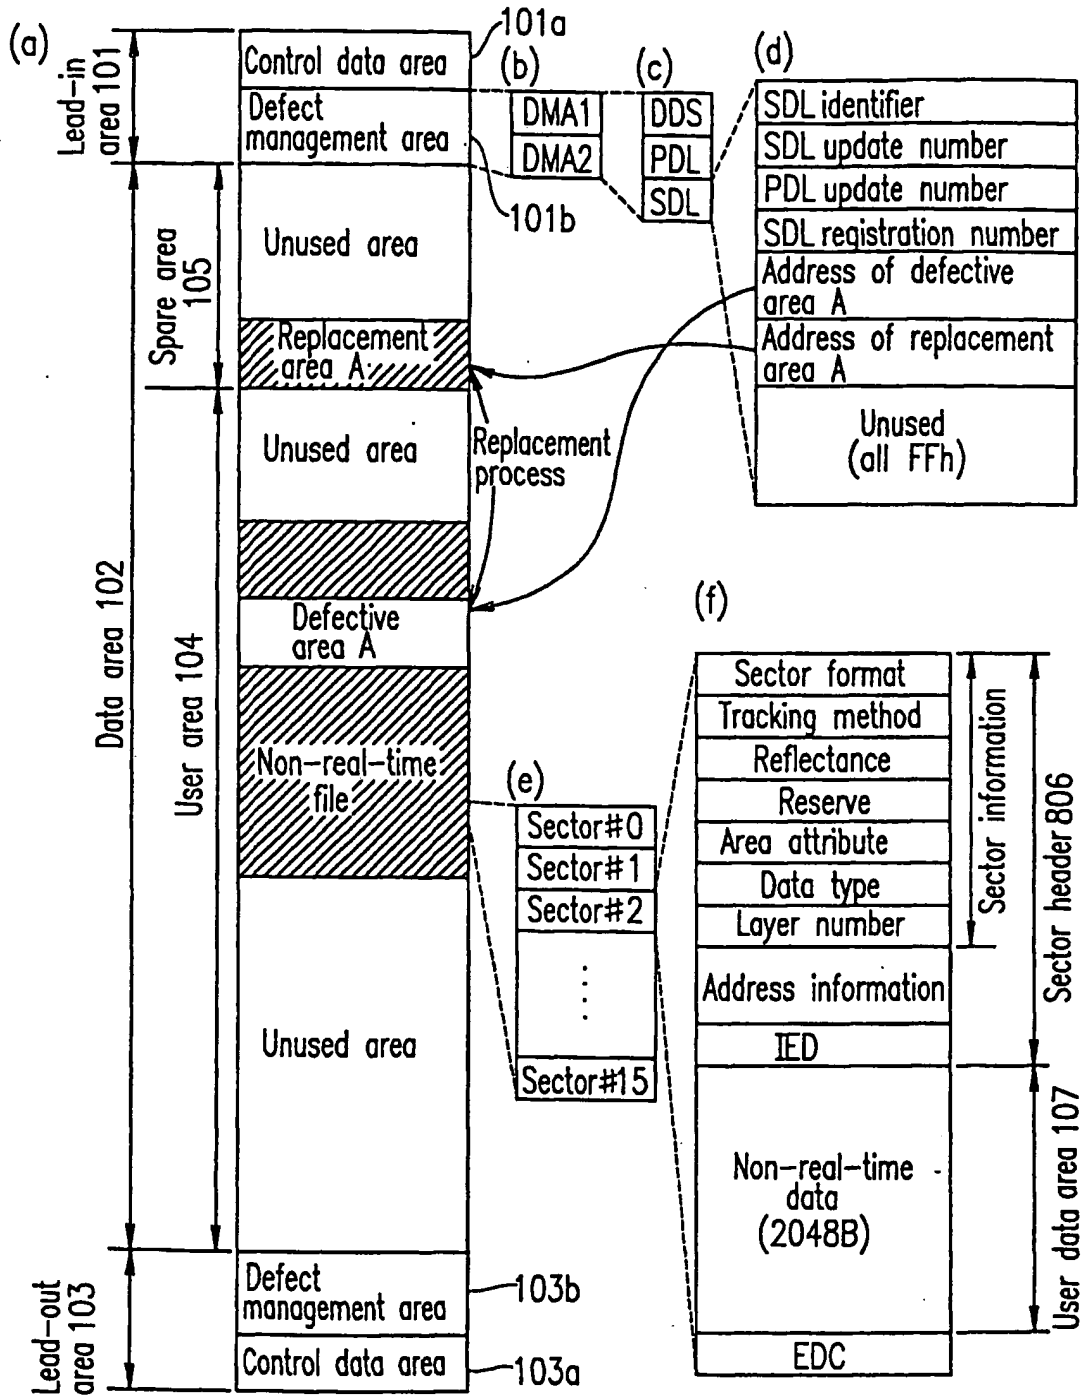 (a)
Lead-in
area 101
Data area 102
Spare area
105
User area 104
Lead-out
area 103
Control data area
101a
Defect
management area
101b
Unused area
Replacement
area A
Unused area
Replacement
process
Defective
area A
Non-real-time
file
Unused area
Defect
management area
103b
Control data area
103a
(b)
DMA1
DMA2
(c)
DDS
PDL
SDL
(d)
SDL identifier
SDL update number
PDL update number
SDL registration number
Address of defective
area A
Address of replacement
area A
Unused
(all FFh)
(e)
Sector#0
Sector#1
Sector#2
Sector#15
(f)
Sector format
Tracking method
Reflectance
Reserve
Area attribute
Data type
Layer number
Address information
IED
Non-real-time
data
(2048B)
EDC
Sector information
Sector header 806
User data area 107